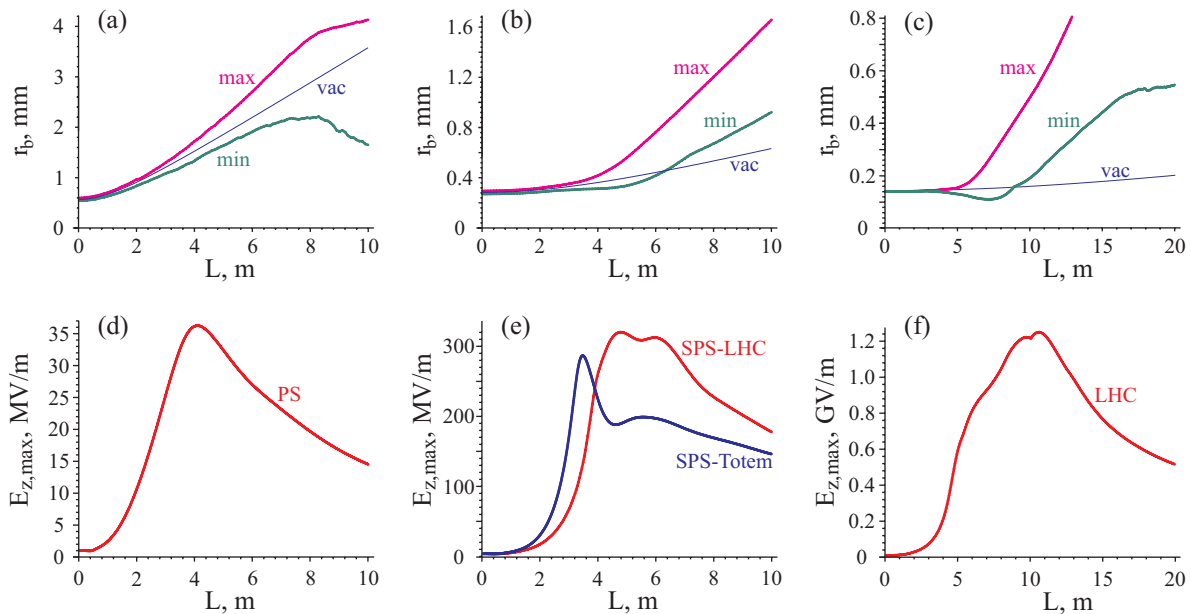 (a)
r_b, mm
4
3
2
1
0
max
vac
min
0 2 4 6 8 10
L, m
(b)
r_b, mm
1.6
1.2
0.8
0.4
0
max
min
vac
0 2 4 6 8 10
L, m
(c)
r_b, mm
0.8
0.6
0.4
0.2
0
max
min
vac
0 5 10 15 20
L, m
(d)
E_z,max, MV/m
35
30
25
20
15
10
5
0
PS
0 2 4 6 8 10
L, m
(e)
E_z,max, MV/m
300
200
100
0
SPS-LHC
SPS-Totem
0 2 4 6 8 10
L, m
(f)
E_z,max, GV/m
1.2
1.0
0.8
0.6
0.4
0.2
0
LHC
0 5 10 15 20
L, m